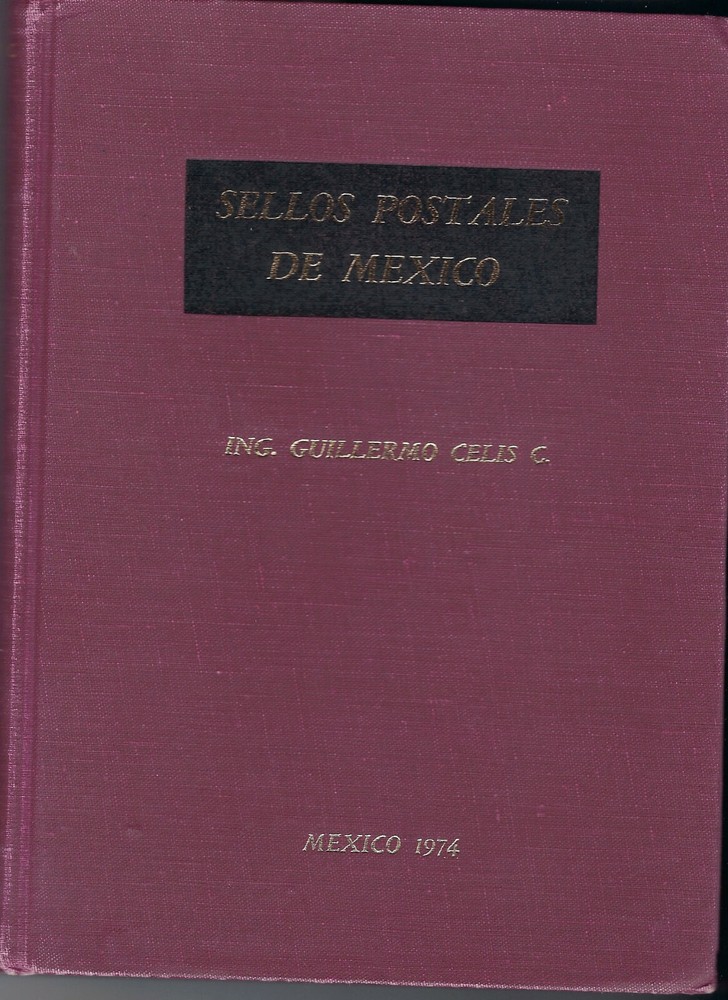 SELLOS POSTALES
DE MEXICO
ING. GUILLERMO CELIS C.
MEXICO 1974